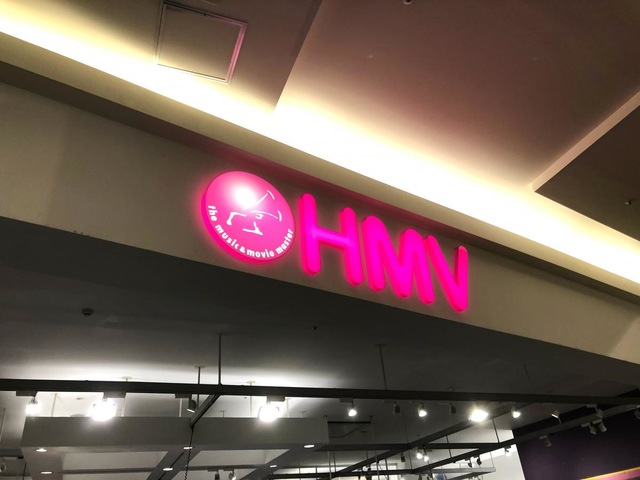 the music & movie master
HMV